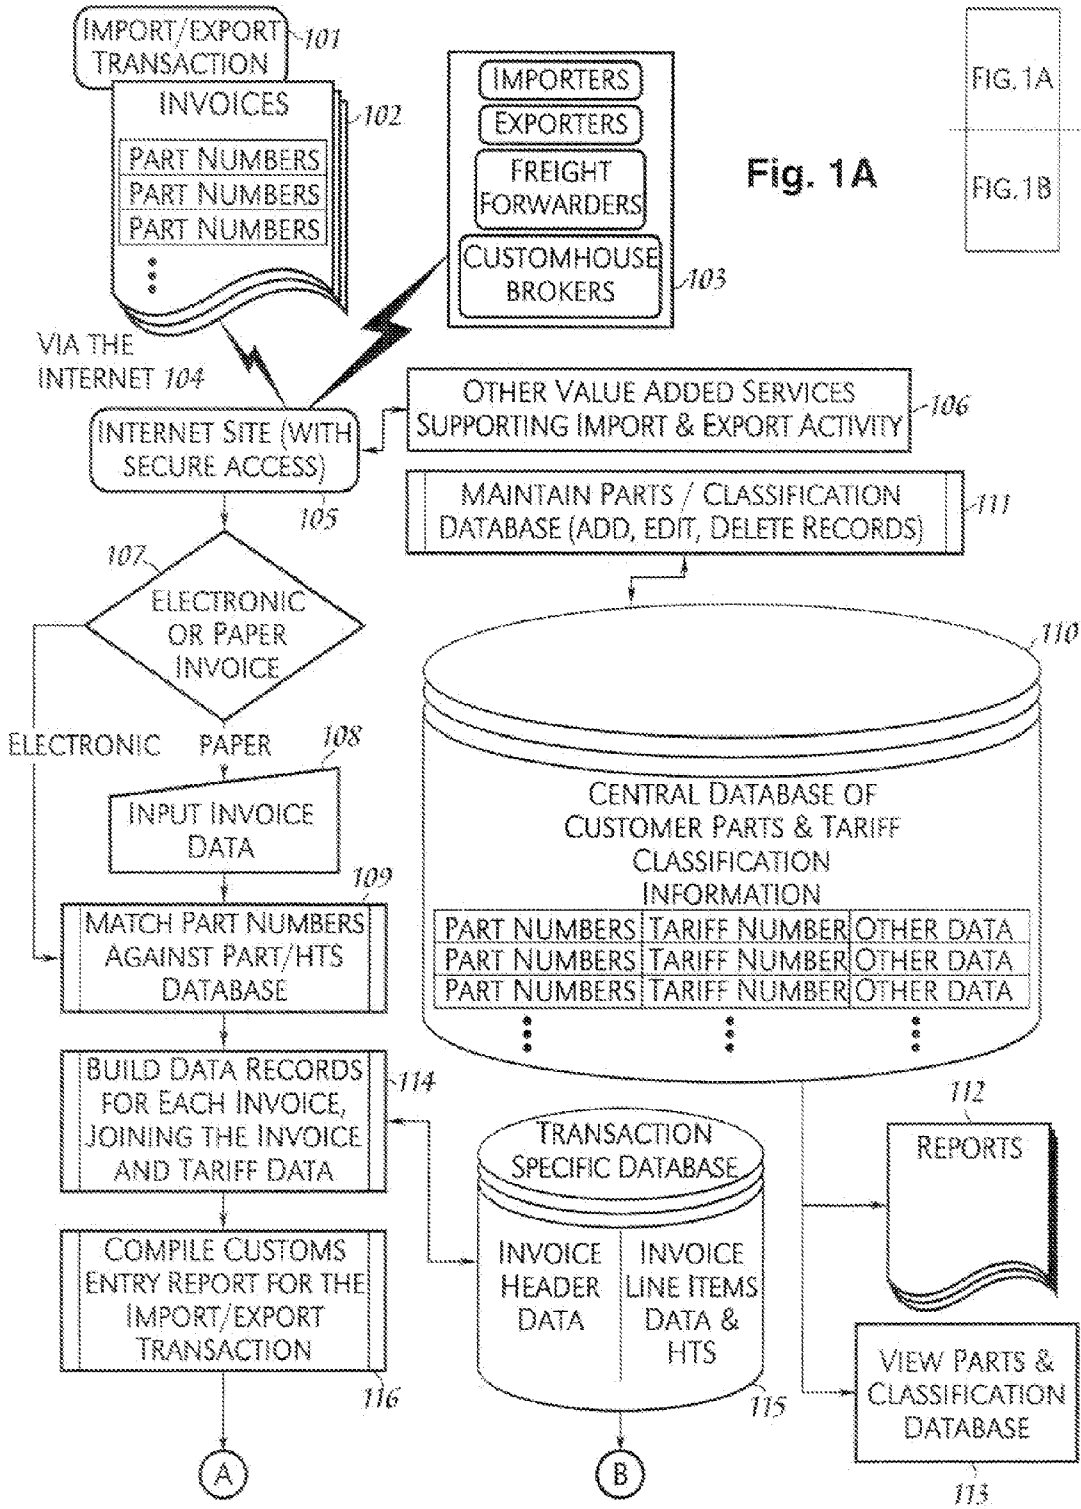 IMPORT/EXPORT
TRANSACTION
101
INVOICES
102
PART NUMBERS
PART NUMBERS
PART NUMBERS
IMPORTERS
EXPORTERS
FREIGHT
FORWARDERS
CUSTOMHOUSE
BROKERS
103
Fig. 1A
FIG. 1A
FIG. 1B
VIA THE
INTERNET 104
INTERNET SITE (WITH
SECURE ACCESS)
105
OTHER VALUE ADDED SERVICES
SUPPORTING IMPORT & EXPORT ACTIVITY
106
MAINTAIN PARTS / CLASSIFICATION
DATABASE (ADD, EDIT, DELETE RECORDS)
111
107
ELECTRONIC
OR PAPER
INVOICE
ELECTRONIC
PAPER
108
INPUT INVOICE
DATA
109
MATCH PART NUMBERS
AGAINST PART/HTS
DATABASE
110
CENTRAL DATABASE OF
CUSTOMER PARTS & TARIFF
CLASSIFICATION
INFORMATION
PART NUMBERS TARIFF NUMBER OTHER DATA
PART NUMBERS TARIFF NUMBER OTHER DATA
PART NUMBERS TARIFF NUMBER OTHER DATA
BUILD DATA RECORDS
FOR EACH INVOICE,
JOINING THE INVOICE
AND TARIFF DATA
114
TRANSACTION
SPECIFIC DATABASE
INVOICE
HEADER
DATA
INVOICE
LINE ITEMS
DATA &
HTS
115
112
REPORTS
COMPILE CUSTOMS
ENTRY REPORT FOR THE
IMPORT/EXPORT
TRANSACTION
116
VIEW PARTS &
CLASSIFICATION
DATABASE
113
A
B